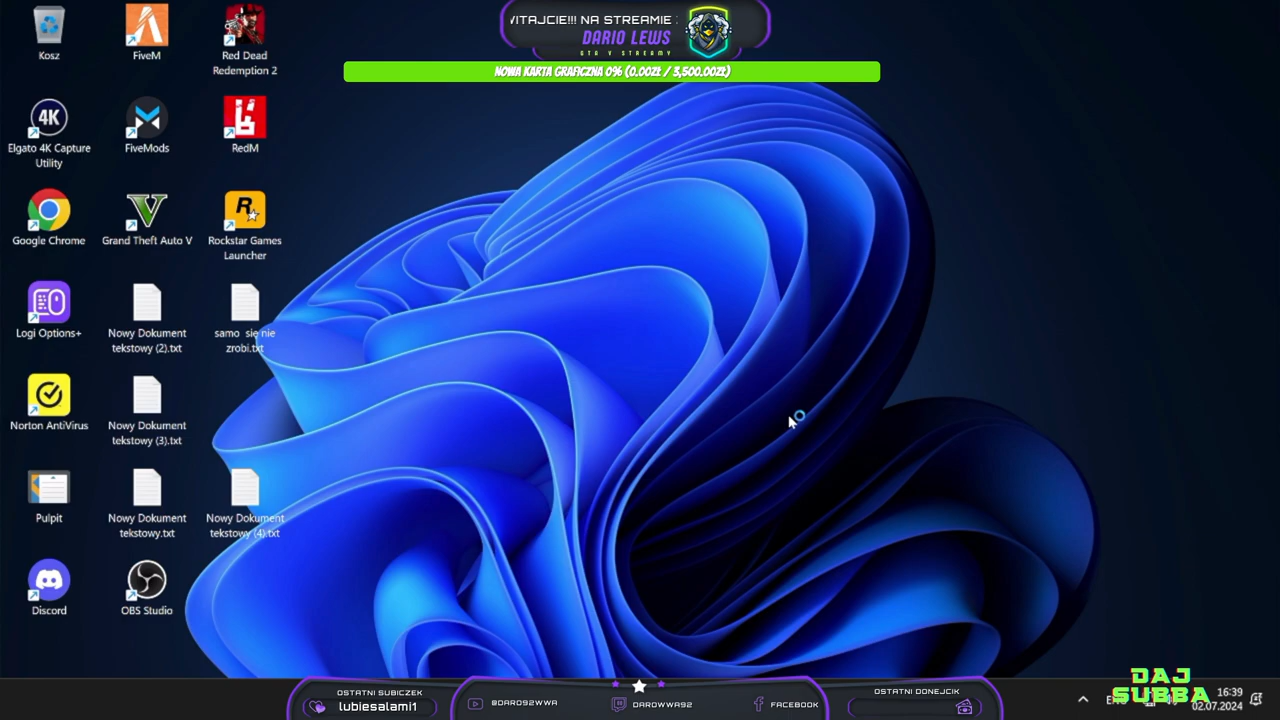 WITAJCIE!!! NA STREAMIE
DARIO LEWS
GTA V STREAMY
NOWA KARTA GRAFICZNA 0% (0.00ZŁ / 3,500.00ZŁ)
Kosz
FiveM
Red Dead
Redemption 2
4K
Elgato 4K Capture
Utility
FiveMods
RedM
Google Chrome
Grand Theft Auto V
Rockstar Games
Launcher
Logi Options+
Nowy Dokument
tekstowy (2).txt
samo się nie
zrobi.txt
Norton AntiVirus
Nowy Dokument
tekstowy (3).txt
Pulpit
Nowy Dokument
tekstowy.txt
Nowy Dokument
tekstowy (4).txt
Discord
OBS Studio
OSTATNI SUBICZEK
lubiesalami1
@DARO92WWA
DAROWWA92
FACEBOOK
OSTATNI DONEJCIK
DAJ
SUBBA
16:39
02.07.2024